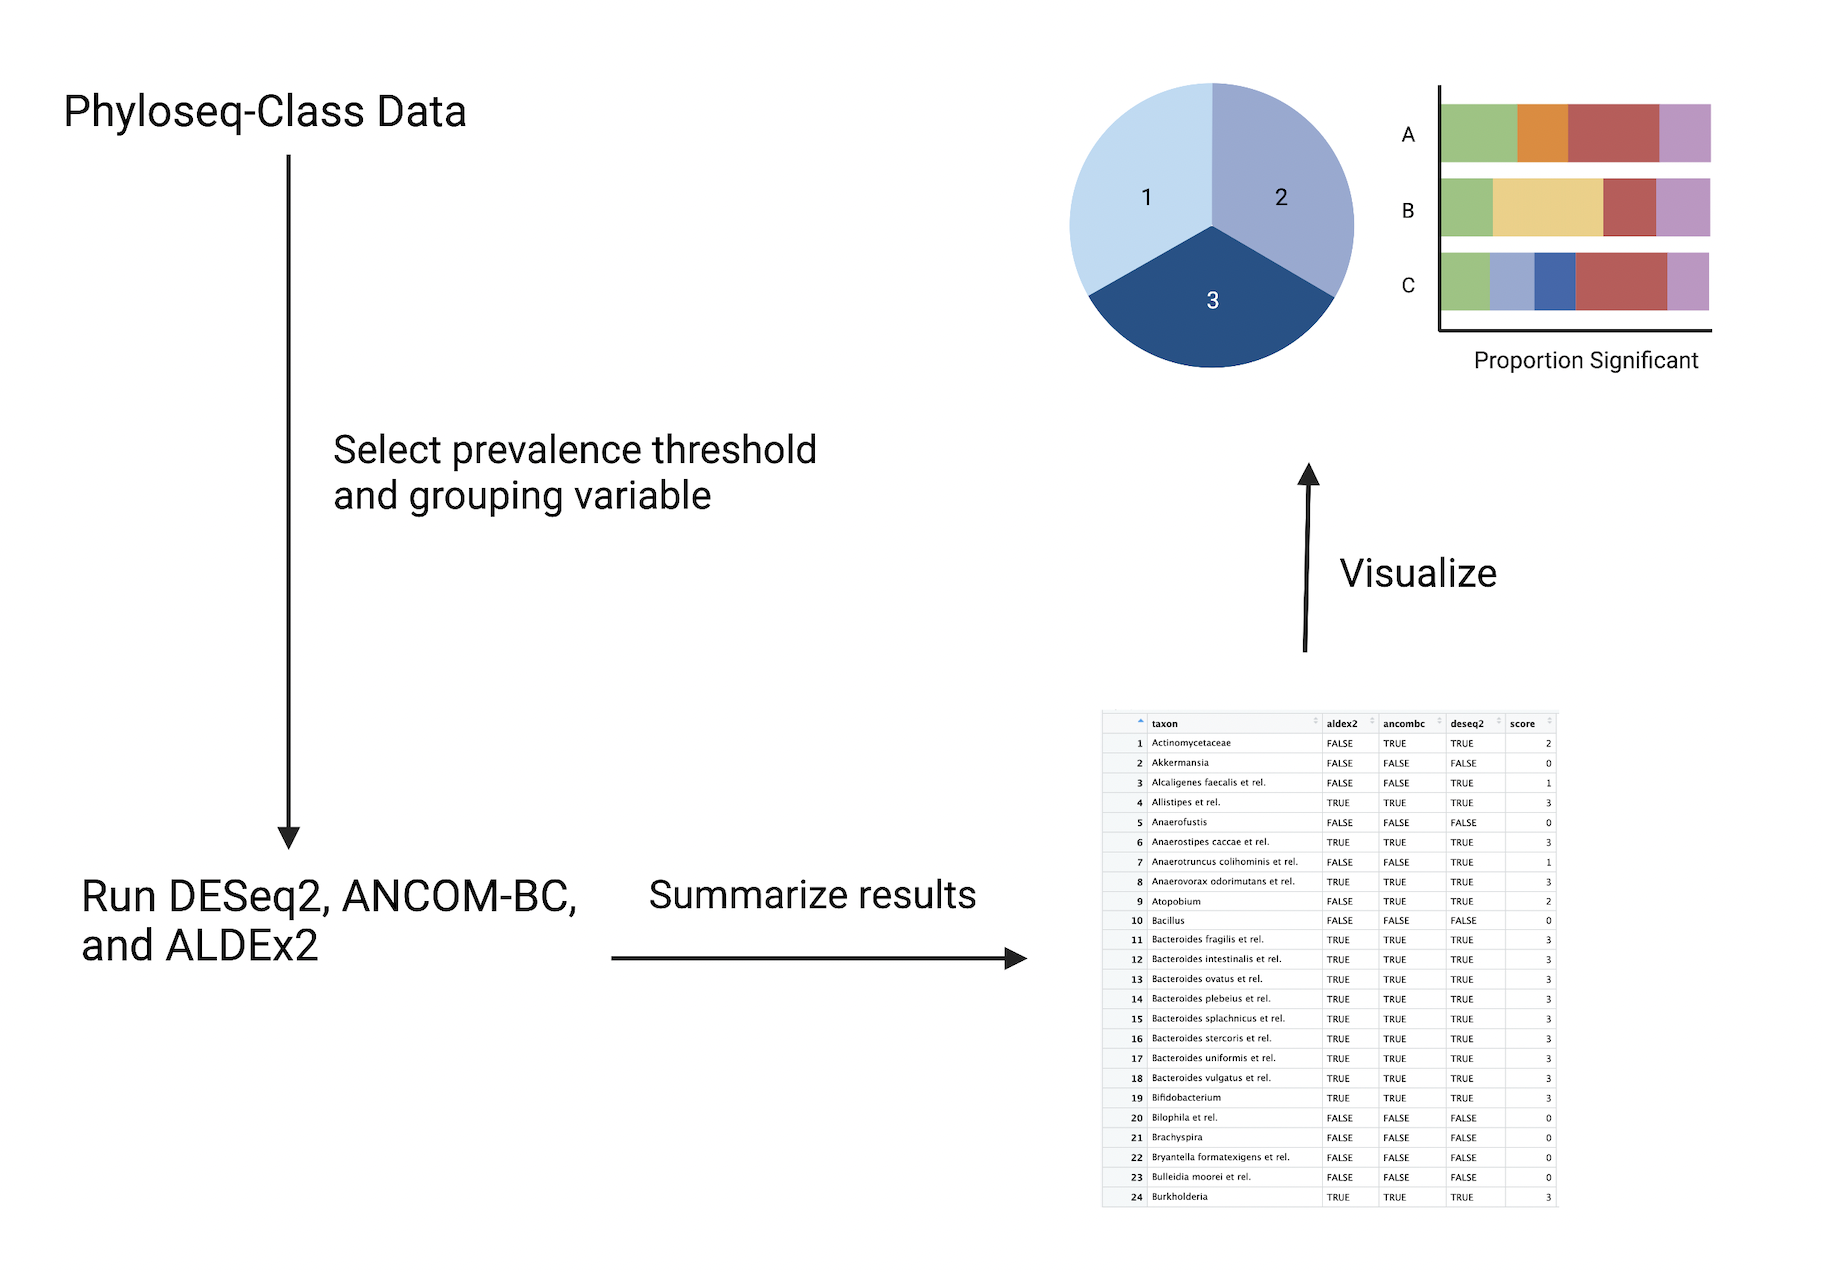 Phyloseq-Class Data
Select prevalence threshold
and grouping variable
Run DESeq2, ANCOM-BC,
and ALDEx2
Summarize results
taxon aldex2 ancombc deseq2 score
1 Actinomycetaceae FALSE TRUE TRUE 2
2 Akkermansia FALSE FALSE FALSE 0
3 Alcaligenes faecalis et rel. FALSE FALSE TRUE 1
4 Allistipes et rel. TRUE TRUE TRUE 3
5 Anaerofustis FALSE FALSE FALSE 0
6 Anaerostipes caccae et rel. TRUE TRUE TRUE 3
7 Anaerotruncus colihominis et rel. FALSE FALSE TRUE 1
8 Anaerovorax odorimutans et rel. TRUE TRUE TRUE 3
9 Atopobium FALSE TRUE TRUE 2
10 Bacillus FALSE FALSE FALSE 0
11 Bacteroides fragilis et rel. TRUE TRUE TRUE 3
12 Bacteroides intestinalis et rel. TRUE TRUE TRUE 3
13 Bacteroides ovatus et rel. TRUE TRUE TRUE 3
14 Bacteroides plebeius et rel. TRUE TRUE TRUE 3
15 Bacteroides splachnicus et rel. TRUE TRUE TRUE 3
16 Bacteroides stercoris et rel. TRUE TRUE TRUE 3
17 Bacteroides uniformis et rel. TRUE TRUE TRUE 3
18 Bacteroides vulgatus et rel. TRUE TRUE TRUE 3
19 Bifidobacterium TRUE TRUE TRUE 3
20 Bilophila et rel. FALSE FALSE FALSE 0
21 Brachyspira FALSE FALSE FALSE 0
22 Bryantella formatexigens et rel. FALSE FALSE FALSE 0
23 Bulleidia moorei et rel. FALSE FALSE FALSE 0
24 Burkholderia TRUE TRUE TRUE 3
Visualize
1
2
3
A
B
C
Proportion Significant